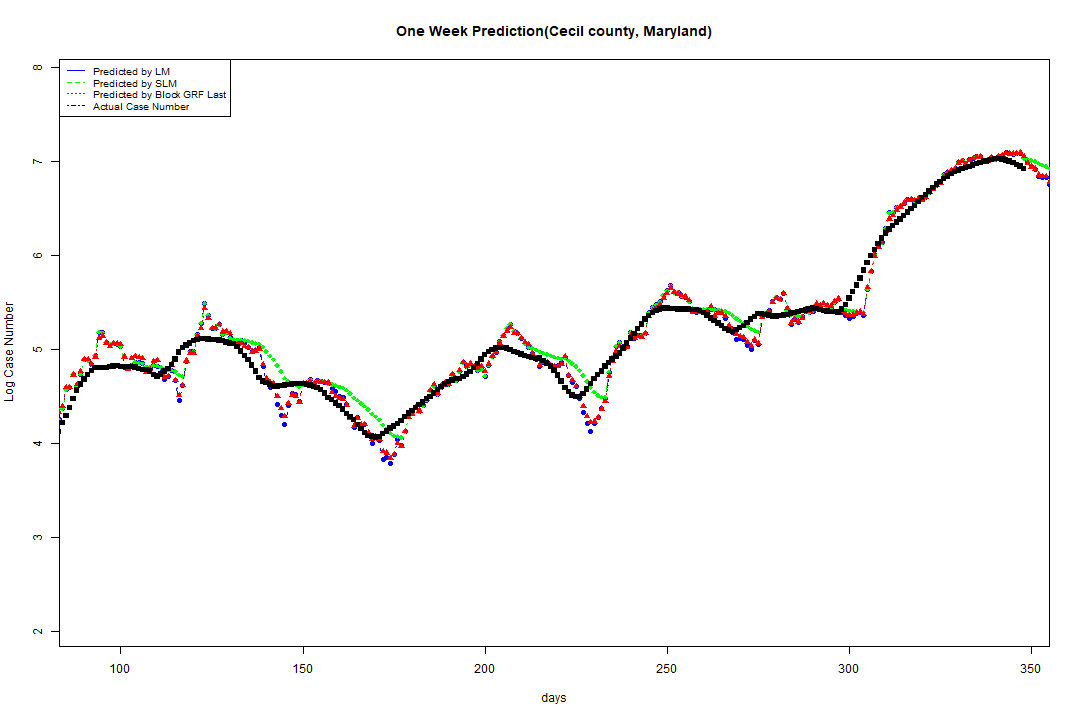 One Week Prediction(Cecil county, Maryland)
Predicted by LM
Predicted by SLM
Predicted by Block GRF Last
Actual Case Number
8
7
6
5
4
3
2
Log Case Number
100
150
200
250
300
350
days